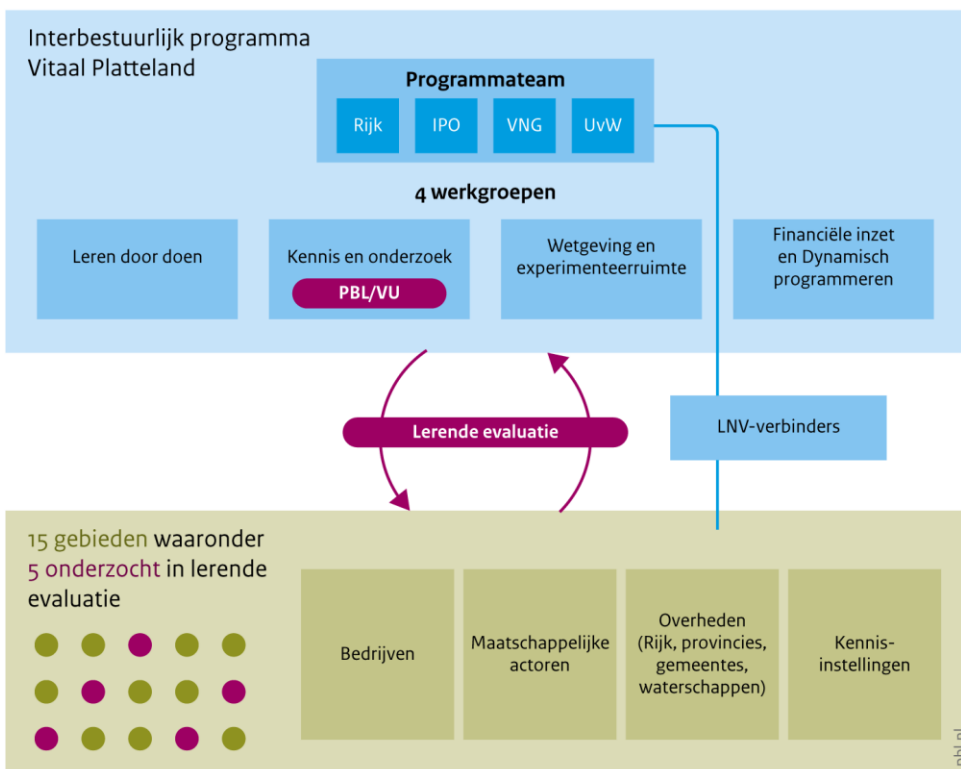 Interbestuurlijk programma
Vitaal Platteland
Programmateam
Rijk
IPO
VNG
UvW
4 werkgroepen
Leren door doen
Kennis en onderzoek
PBL/VU
Wetgeving en
experimenteerruimte
Financiële inzet
en Dynamisch
programmeren
Lerende evaluatie
LNV-verbinders
15 gebieden waaronder
5 onderzocht in lerende
evaluatie
Bedrijven
Maatschappelijke
actoren
Overheden
(Rijk, provincies,
gemeentes,
waterschappen)
Kennis-
instellingen
pbl.nl